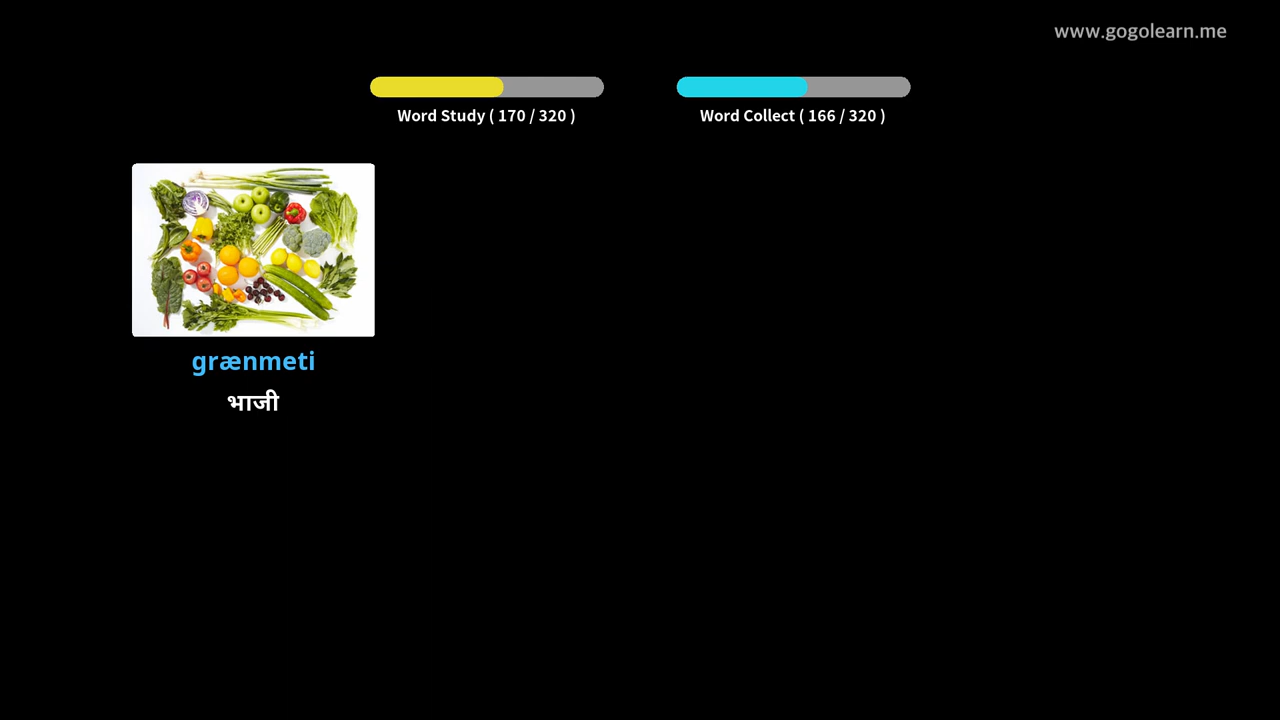 www.gogolearn.me
Word Study ( 170 / 320 )
Word Collect ( 166 / 320 )
grænmeti
भाजी